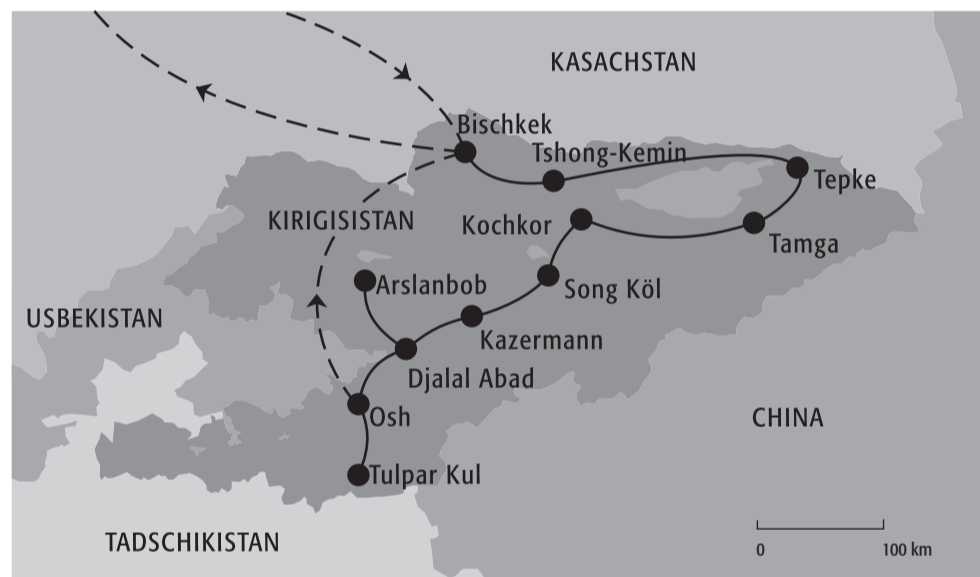 KASACHSTAN
Bischkek
Tshong-Kemin
Tepke
KIRIGISISTAN
Kochkor
Tamga
Arslanbob
Song Köl
USBEKISTAN
Kazermann
Djalal Abad
Osh
CHINA
Tulpar Kul
TADSCHIKISTAN
0 100 km